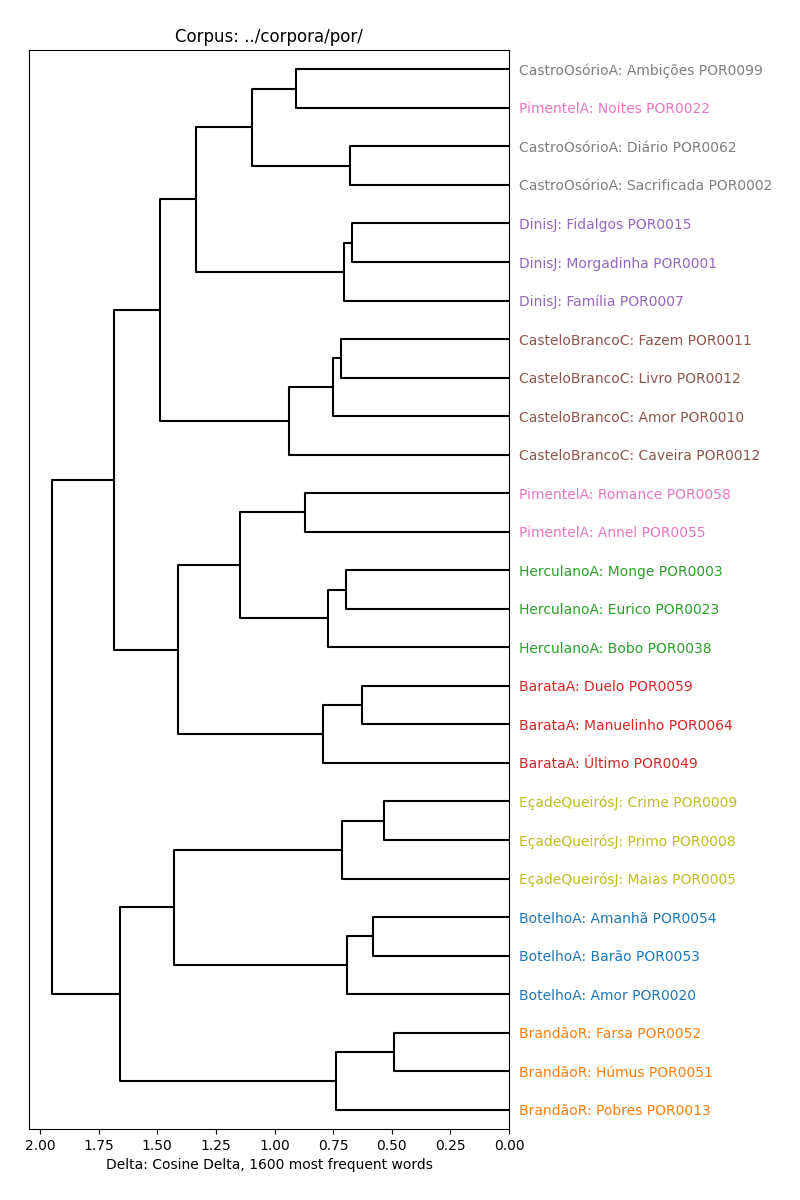 Corpus: ../corpora/por/
CastroOsórioA: Ambições POR0099
PimentelA: Noites POR0022
CastroOsórioA: Diário POR0062
CastroOsórioA: Sacrificada POR0002
DinisJ: Fidalgos POR0015
DinisJ: Morgadinha POR0001
DinisJ: Família POR0007
CasteloBrancoC: Fazem POR0011
CasteloBrancoC: Livro POR0012
CasteloBrancoC: Amor POR0010
CasteloBrancoC: Caveira POR0012
PimentelA: Romance POR0058
PimentelA: Annel POR0055
HerculanoA: Monge POR0003
HerculanoA: Eurico POR0023
HerculanoA: Bobo POR0038
BarataA: Duelo POR0059
BarataA: Manuelinho POR0064
BarataA: Último POR0049
EçadeQueirósJ: Crime POR0009
EçadeQueirósJ: Primo POR0008
EçadeQueirósJ: Maias POR0005
BotelhoA: Amanhã POR0054
BotelhoA: Barão POR0053
BotelhoA: Amor POR0020
BrandãoR: Farsa POR0052
BrandãoR: Húmus POR0051
BrandãoR: Pobres POR0013
2.00 1.75 1.50 1.25 1.00 0.75 0.50 0.25 0.00
Delta: Cosine Delta, 1600 most frequent words